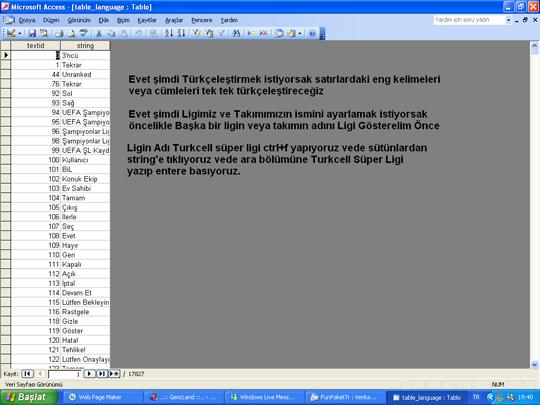 Microsoft Access - [table_language : Tablo]
Dosya Düzen Görünüm Ekle Biçim Kayıtlar Araçlar Pencere Yardım
Yardım için soru yazın
textid string
3'ncü
1 Tekrar
44 Unranked
76 Tekrar
92 Sol
93 Sağ
94 UEFA Şampiyo
95 UEFA Şampiyo
96 Şampiyonlar Lig
98 Şampiyonlar Lig
99 UEFA ŞL Kayd
100 Kullanıcı
101 BiL
102 Konuk Ekip
103 Ev Sahibi
104 Tamam
105 Çıkış
106 İlerle
107 Seç
108 Evet
109 Hayır
110 Geri
111 Kapalı
112 Açık
113 İptal
114 Devam Et
115 Lütfen Bekleyin
116 Rastgele
118 Gizle
119 Göster
120 Hata!
121 Tehlike!
122 Lütfen Onaylayı
Evet şimdi Türkçeleştirmek istiyorsak satırlardaki eng kelimeleri
veya cümleleri tek tek türkçeleştireceğiz
Evet şimdi Ligimiz ve Takımımızın ismini ayarlamak istiyorsak
öncelikle Başka bir ligin veya takımın adını Ligi Gösterelim Önce
Ligin Adı Turkcell süper ligi ctrl+f yapıyoruz vede sütünlardan
string'e tıklıyoruz vede ara bölümüne Turkcell Süper Ligi
yazıp entere basıyoruz.
Kayıt: 1 / 17827
Veri Sayfası Görünümü NUM
Başlat Web Page Maker ..:: GencLand ::.. - Windows Live Mess... FunPaketTr : Verita... table_language : Tablo TR 19:40